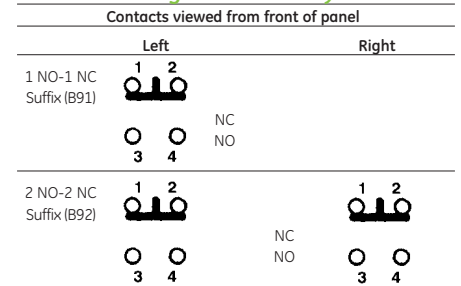 Contacts viewed from front of panel
Left Right
1 NO-1 NC
Suffix (B91)
1 2
NC
NO
3 4
2 NO-2 NC
Suffix (B92)
1 2 1 2
NC
NO
3 4 3 4